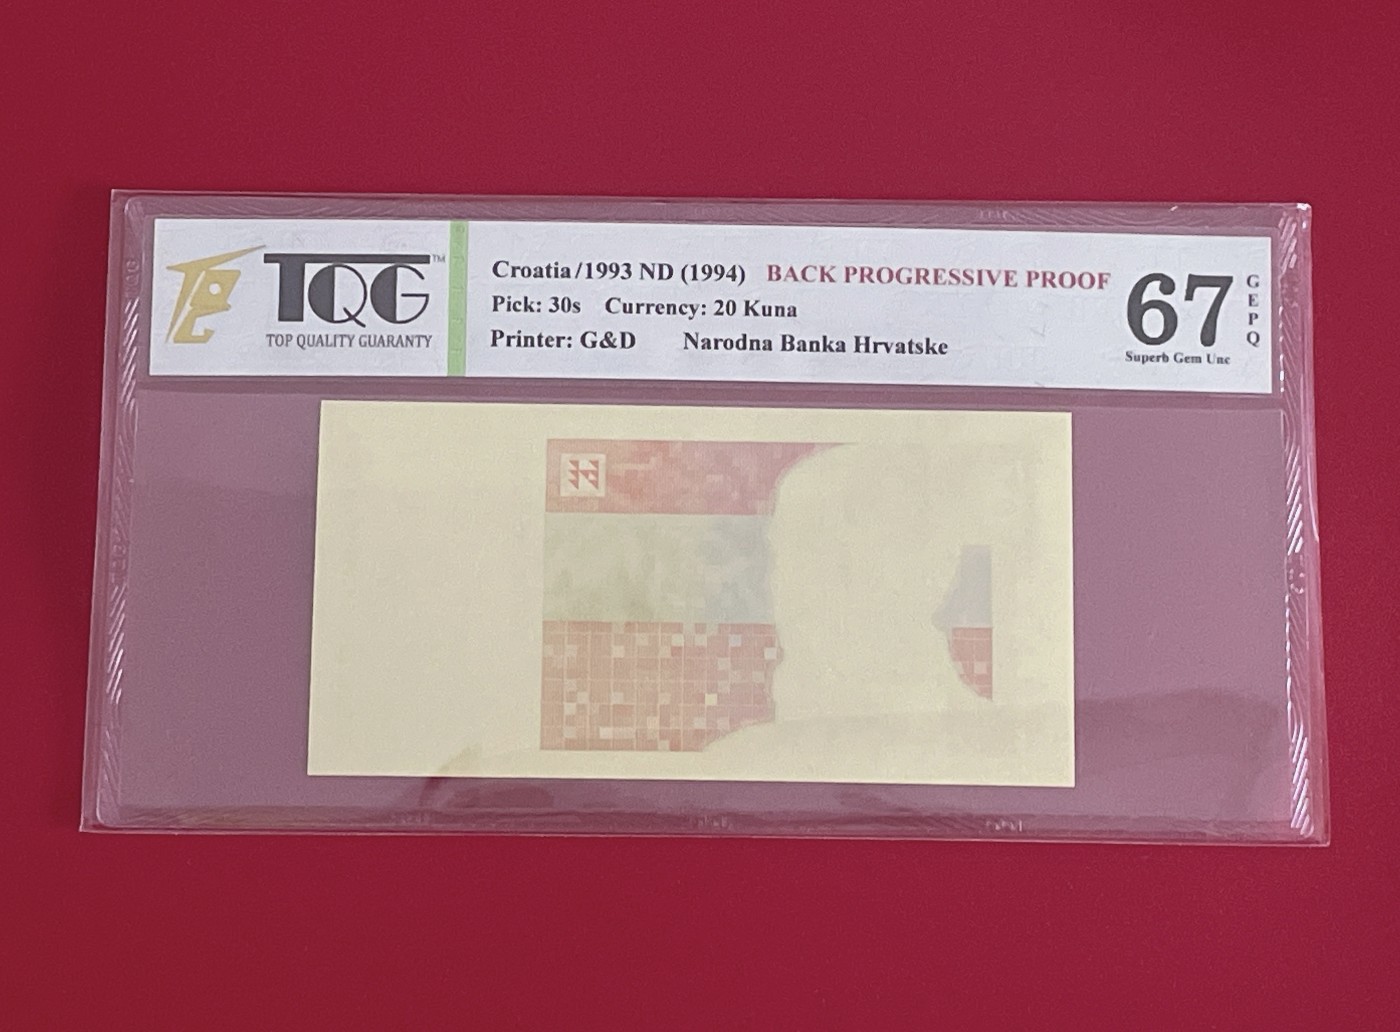 TQG™
TOP QUALITY GUARANTY
Croatia/1993 ND (1994) BACK PROGRESSIVE PROOF
Pick: 30s Currency: 20 Kuna
Printer: G&D Narodna Banka Hrvatske
67
GEPQ
Superb Gem Unc